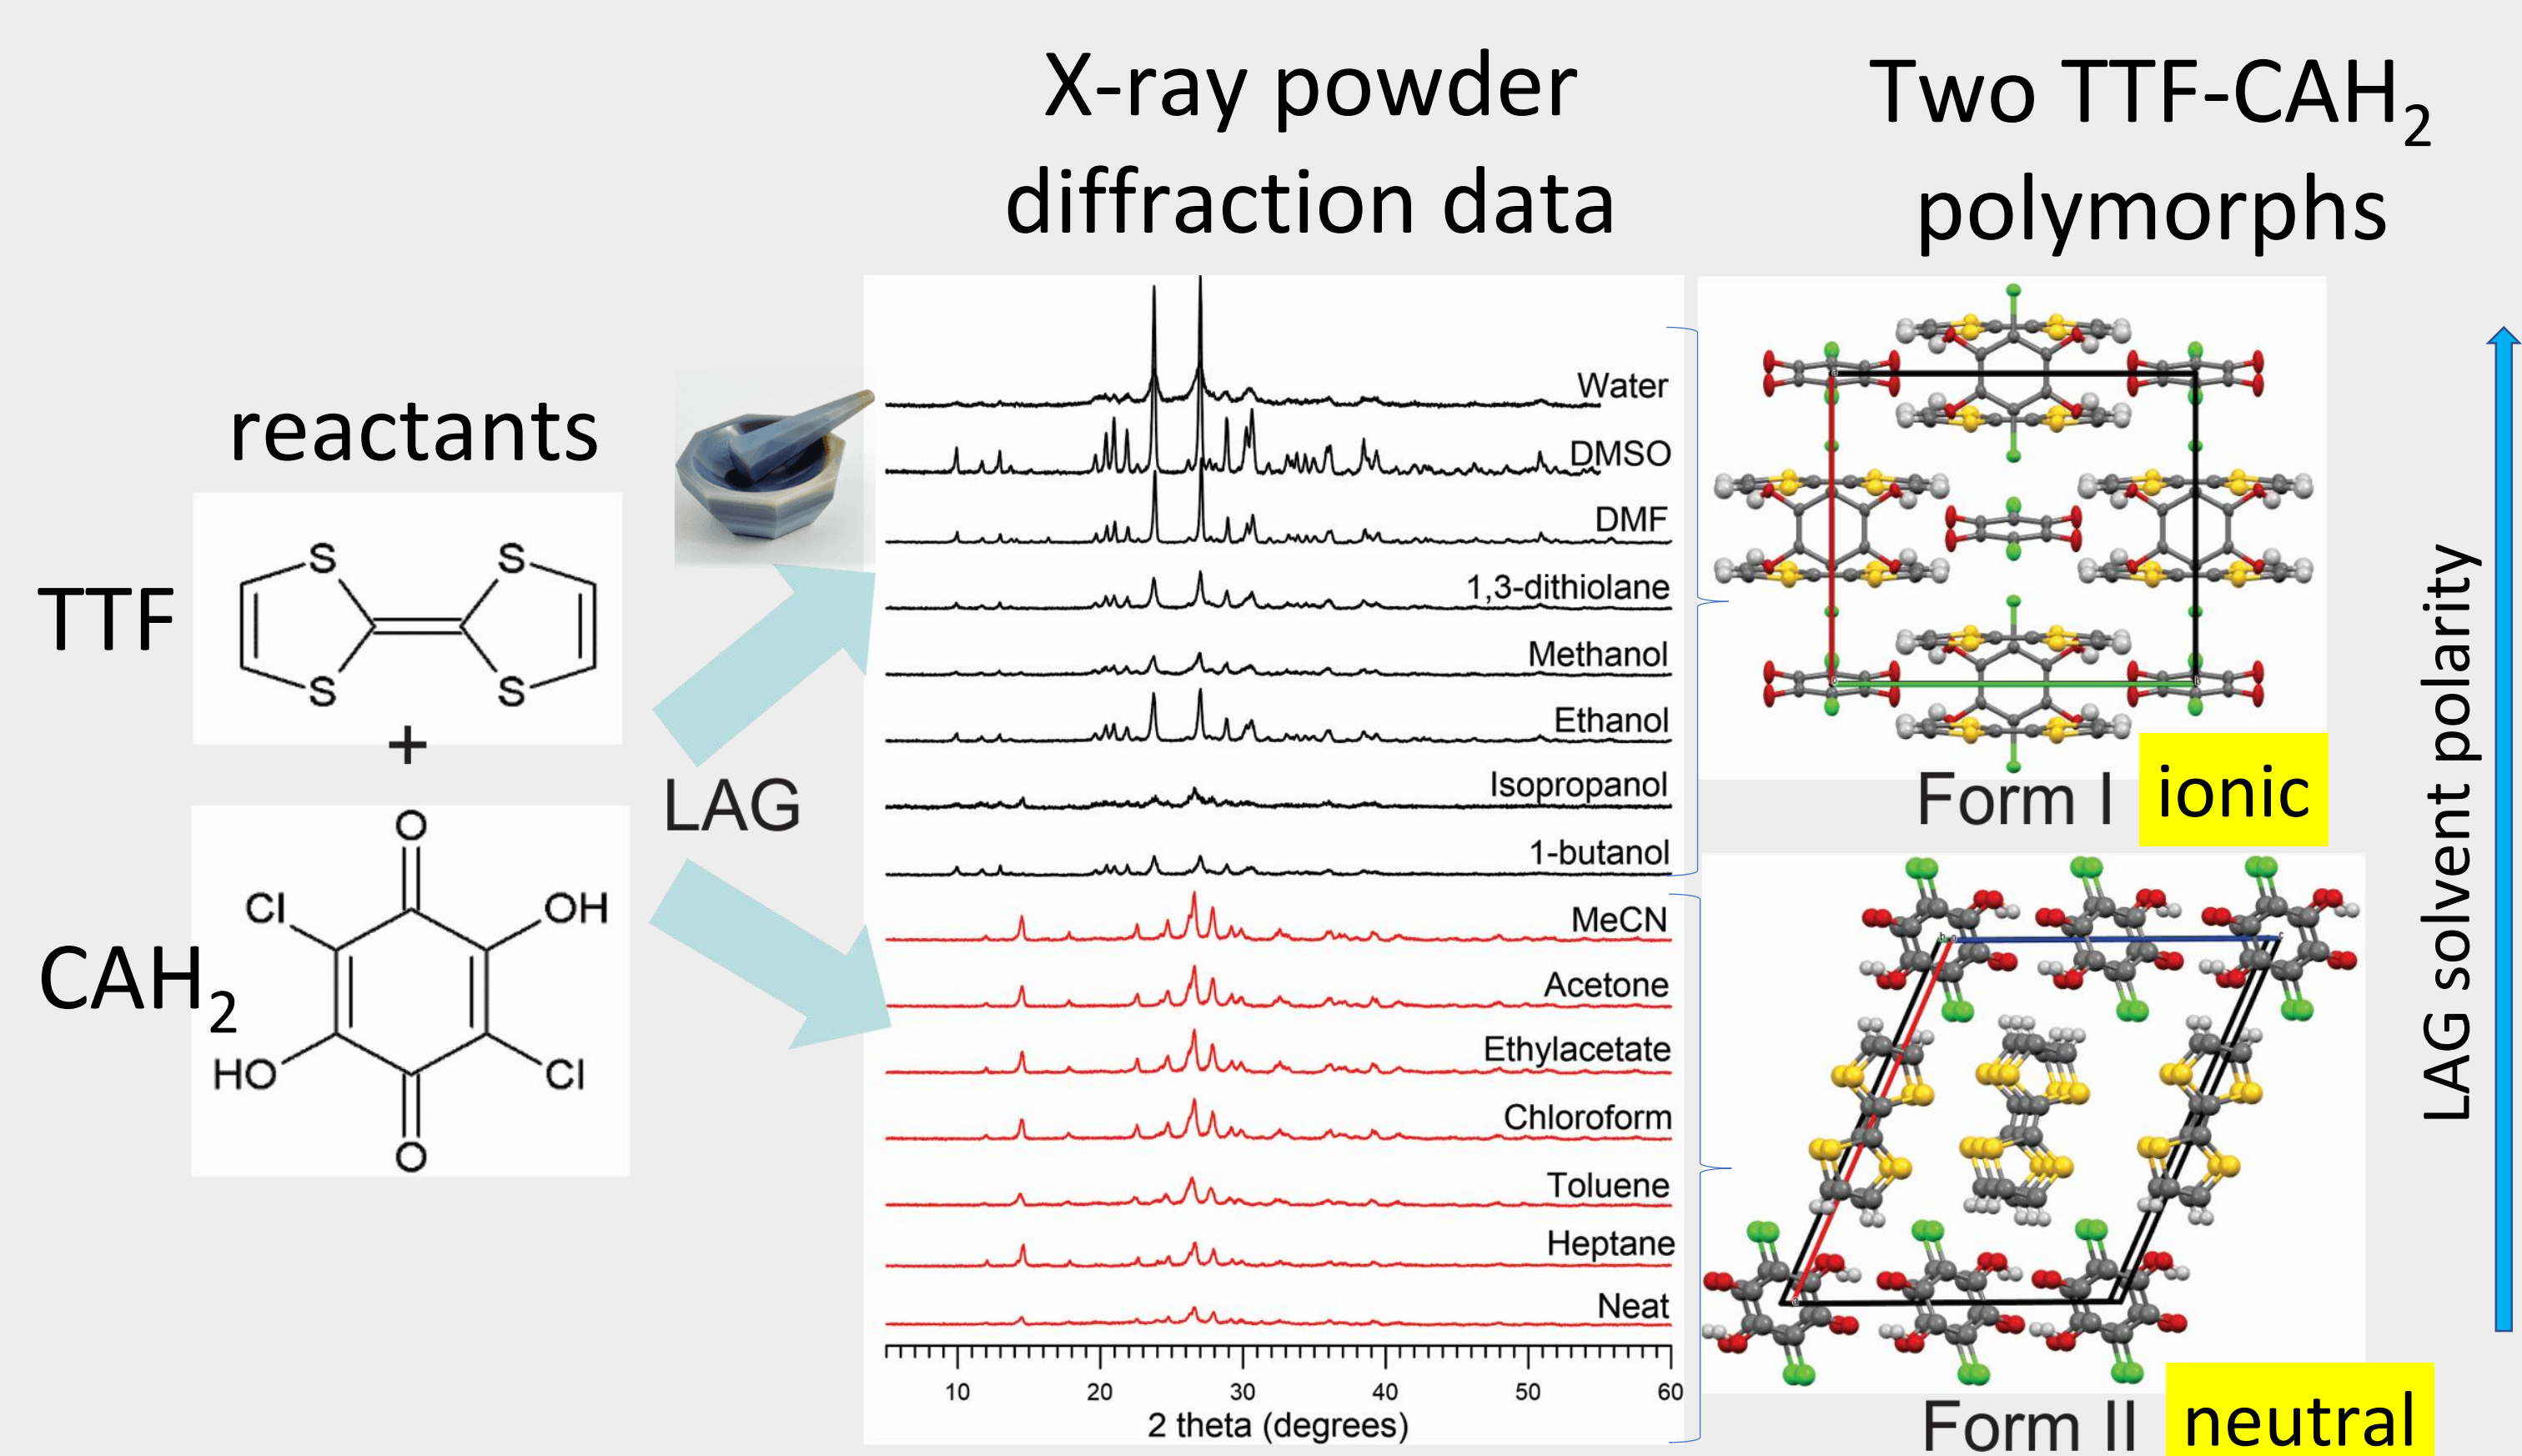 X-ray powder
diffraction data
Two TTF-CAH₂
polymorphs
reactants
TTF
S
S
S
S
+
CAH₂
O
Cl
OH
HO
Cl
O
LAG
Water
DMSO
DMF
1,3-dithiolane
Methanol
Ethanol
Isopropanol
1-butanol
MeCN
Acetone
Ethylacetate
Chloroform
Toluene
Heptane
Neat
10 20 30 40 50 60
2 theta (degrees)
Form I ionic
Form II neutral
LAG solvent polarity